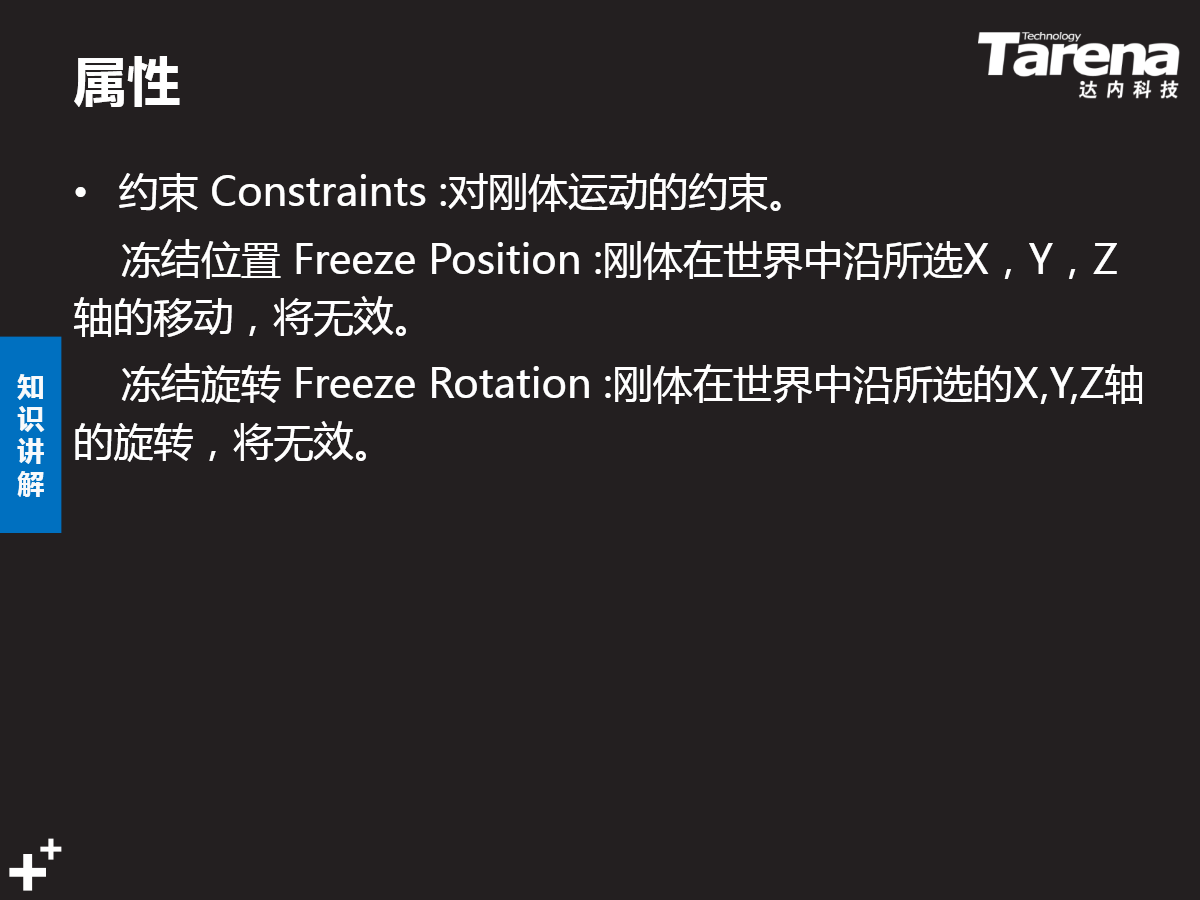 属性
Technology
Tarena
达内科技
• 约束 Constraints :对刚体运动的约束。
冻结位置 Freeze Position :刚体在世界中沿所选X，Y，Z
轴的移动，将无效。
冻结旋转 Freeze Rotation :刚体在世界中沿所选的X,Y,Z轴
的旋转，将无效。
知识讲解